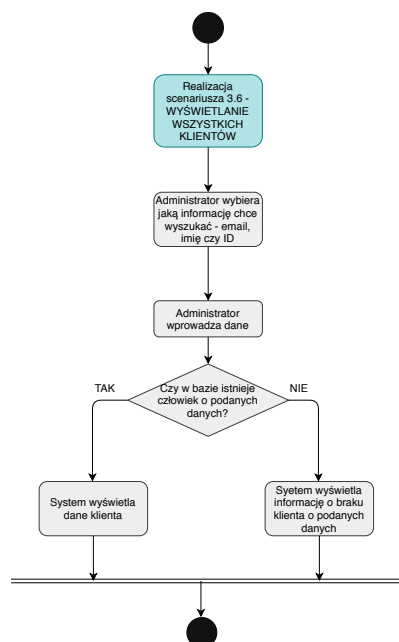 Realizacja
scenariusza 3.6 -
WYŚWIETLANIE
WSZYSTKICH
KLIENTÓW
Administrator wybiera
jaką informację chce
wyszukać - email,
imię czy ID
Administrator
wprowadza dane
Czy w bazie istnieje
człowiek o podanych
danych?
TAK
NIE
System wyświetla
dane klienta
Syetem wyświetla
informację o braku
klienta o podanych
danych